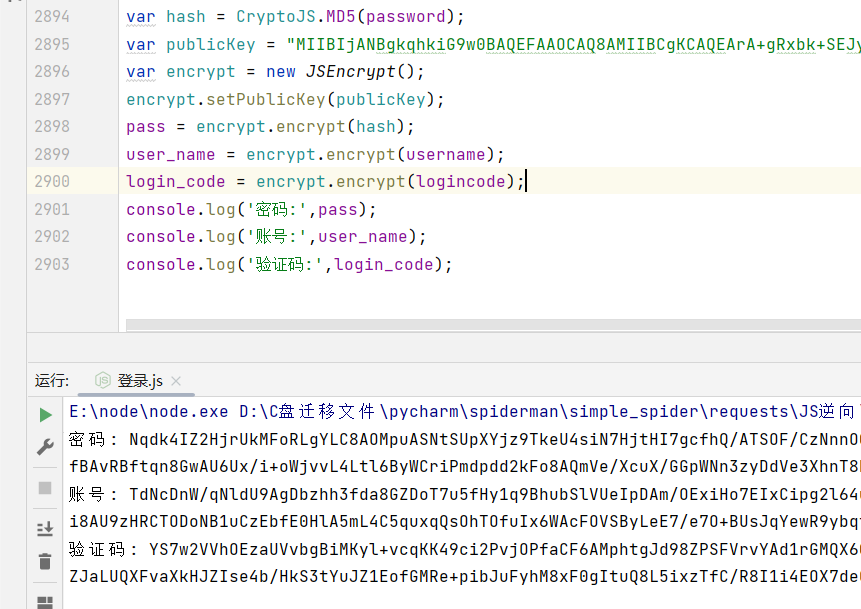 2894 var hash = CryptoJS.MD5(password);
2895 var publicKey = "MIIBIjANBgkqhkiG9w0BAQEFAAOCAQ8AMIIBCgKCAQEArA+gRxbk+SEJy
2896 var encrypt = new JSEncrypt();
2897 encrypt.setPublicKey(publicKey);
2898 pass = encrypt.encrypt(hash);
2899 user_name = encrypt.encrypt(username);
2900 login_code = encrypt.encrypt(logincode);
2901 console.log('密码:',pass);
2902 console.log('账号:',user_name);
2903 console.log('验证码:',login_code);
运行: 登录.js
E:\node\node.exe D:\C盘迁移文件\pycharm\spiderman\simple_spider\requests\JS逆向
密码: Nqdk4IZ2HjrUkMFoRLgYLC8AOMpuASNtSUpXYjz9TkeU4siN7HjtHI7gcfhQ/ATSOF/CzNnnO
fBAvRBftqn8GwAU6Ux/i+oWjvvL4Ltl6ByWCriPmdpdd2kFo8AQmVe/XcuX/GGpWNn3zyDdVe3XhnT8
账号: TdNcDnW/qNldU9AgDbzhh3fda8GZDoT7u5fHy1q9BhubSlVUeIpDAm/OExiHo7EIxCipg2l64
i8AU9zHRCTODoNB1uCzEbfE0HlA5mL4C5quxqQsOhTOfuIx6WAcFOVSByLeE7/e7O+BUsJqYewR9ybq
验证码: YS7w2VVhOEzaUVvbgBiMKyl+vcqKK49ci2PvjOPfaCF6AMphtgJd98ZPSFVrvYAd1rGMQX6
ZJaLUQXFvaXkHJZIse4b/HkS3tYuJZ1EofGMRe+pibJuFyhM8xF0gItuQ8L5ixzTfC/R8I1i4EOX7de